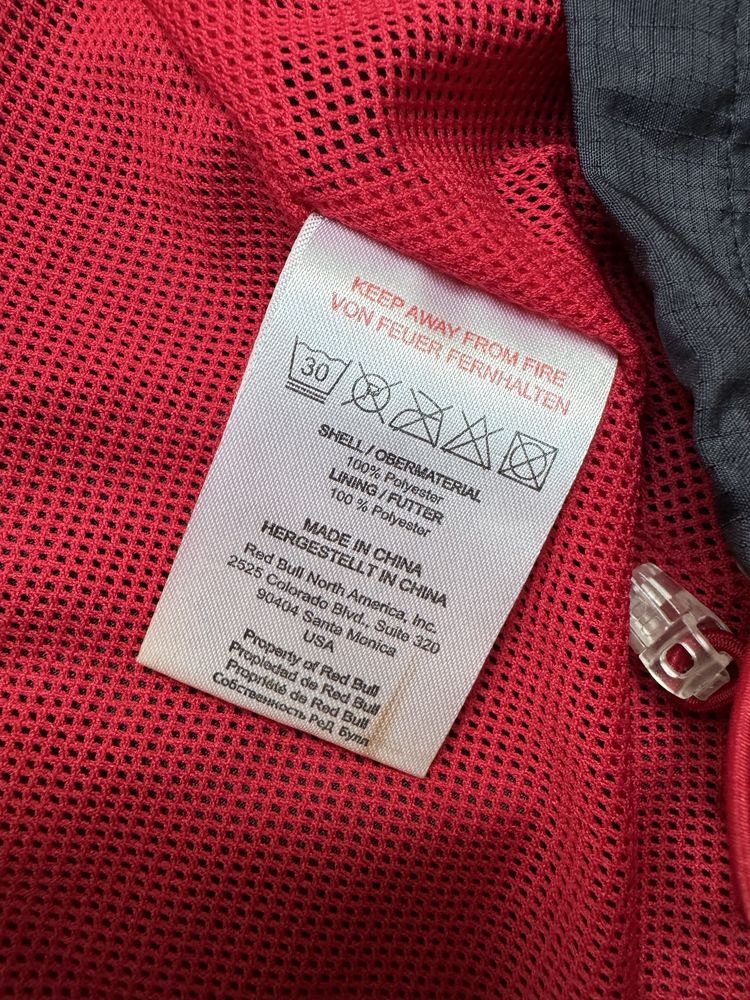 KEEP AWAY FROM FIRE
VON FEUER FERNHALTEN
30
P
SHELL / OBERMATERIAL
100% Polyester
LINING / FUTTER
100 % Polyester
MADE IN CHINA
HERGESTELLT IN CHINA
Red Bull North America, Inc.
2525 Colorado Blvd., Suite 320
90404 Santa Monica
USA
Property of Red Bull
Propiedad de Red Bull
Propriété de Red Bull
Собственность Ред Булл